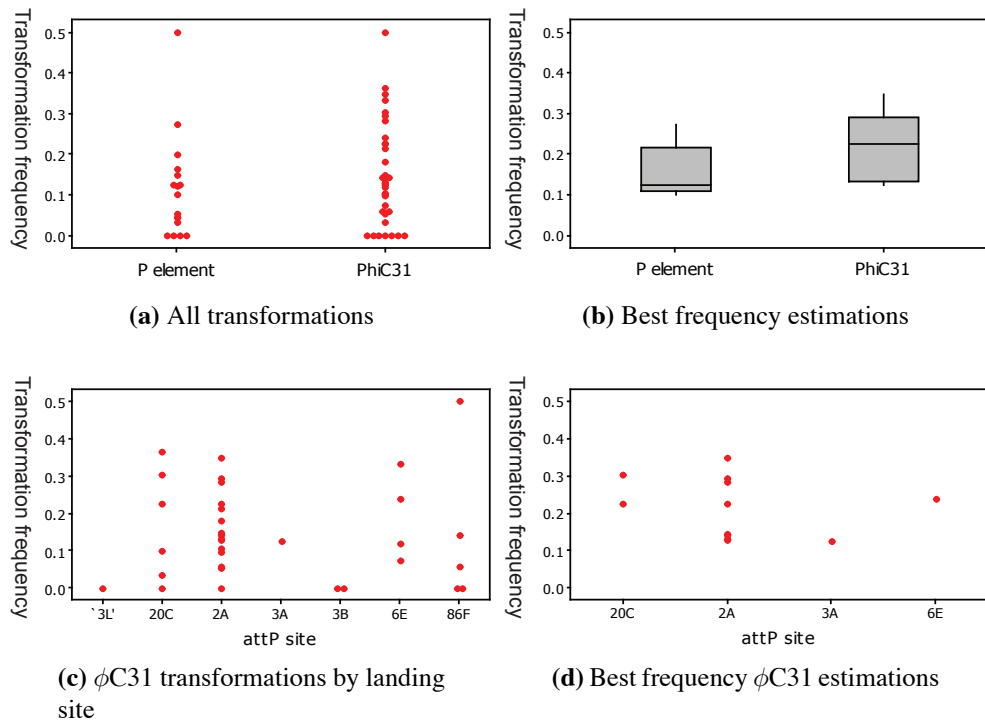 Transformation frequency
0.5
0.4
0.3
0.2
0.1
0.0
P element PhiC31
(a) All transformations
Transformation frequency
0.5
0.4
0.3
0.2
0.1
0.0
P element PhiC31
(b) Best frequency estimations
Transformation frequency
0.5
0.4
0.3
0.2
0.1
0.0
`3L' 20C 2A 3A 3B 6E 86F
attP site
(c) ϕC31 transformations by landing
site
Transformation frequency
0.5
0.4
0.3
0.2
0.1
0.0
20C 2A 3A 6E
attP site
(d) Best frequency ϕC31 estimations